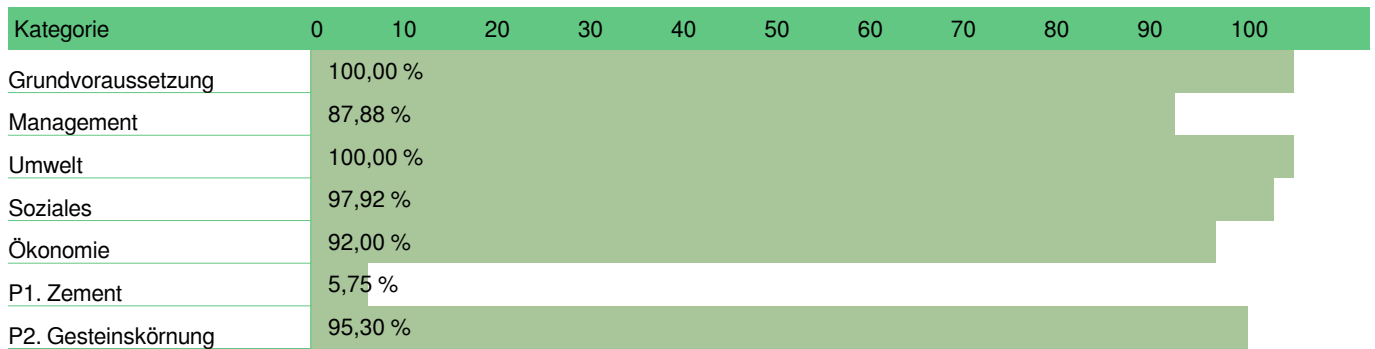 Kategorie 0 10 20 30 40 50 60 70 80 90 100
Grundvoraussetzung 100,00 %
Management 87,88 %
Umwelt 100,00 %
Soziales 97,92 %
Ökonomie 92,00 %
P1. Zement 5,75 %
P2. Gesteinskörnung 95,30 %